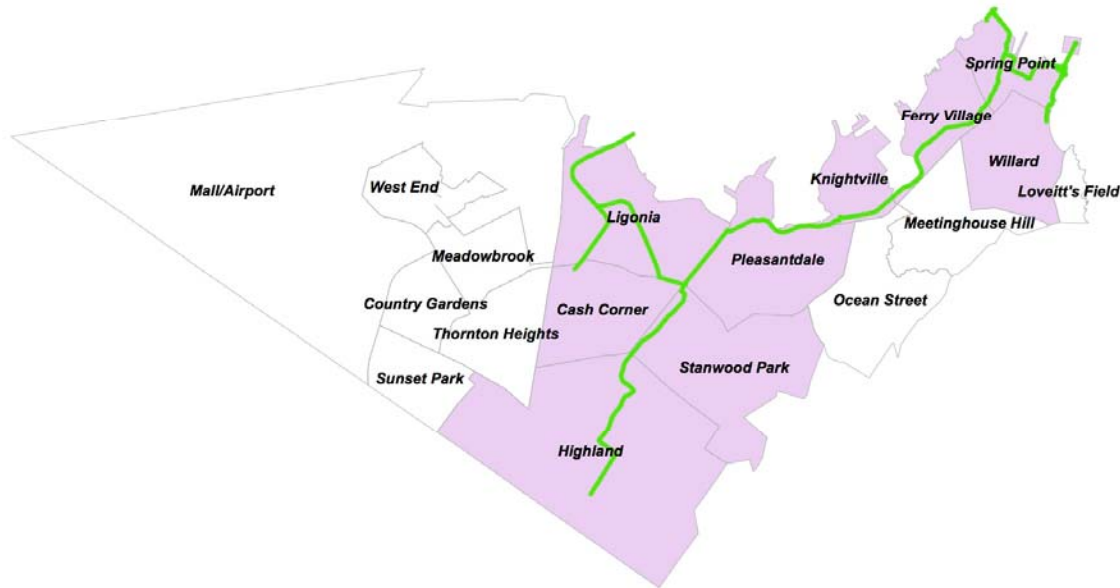 Spring Point
Ferry Village
Willard
Knightville
Loveitt's Field
Mall/Airport
West End
Ligonia
Meetinghouse Hill
Meadowbrook
Pleasantdale
Country Gardens
Cash Corner
Ocean Street
Thornton Heights
Sunset Park
Stanwood Park
Highland